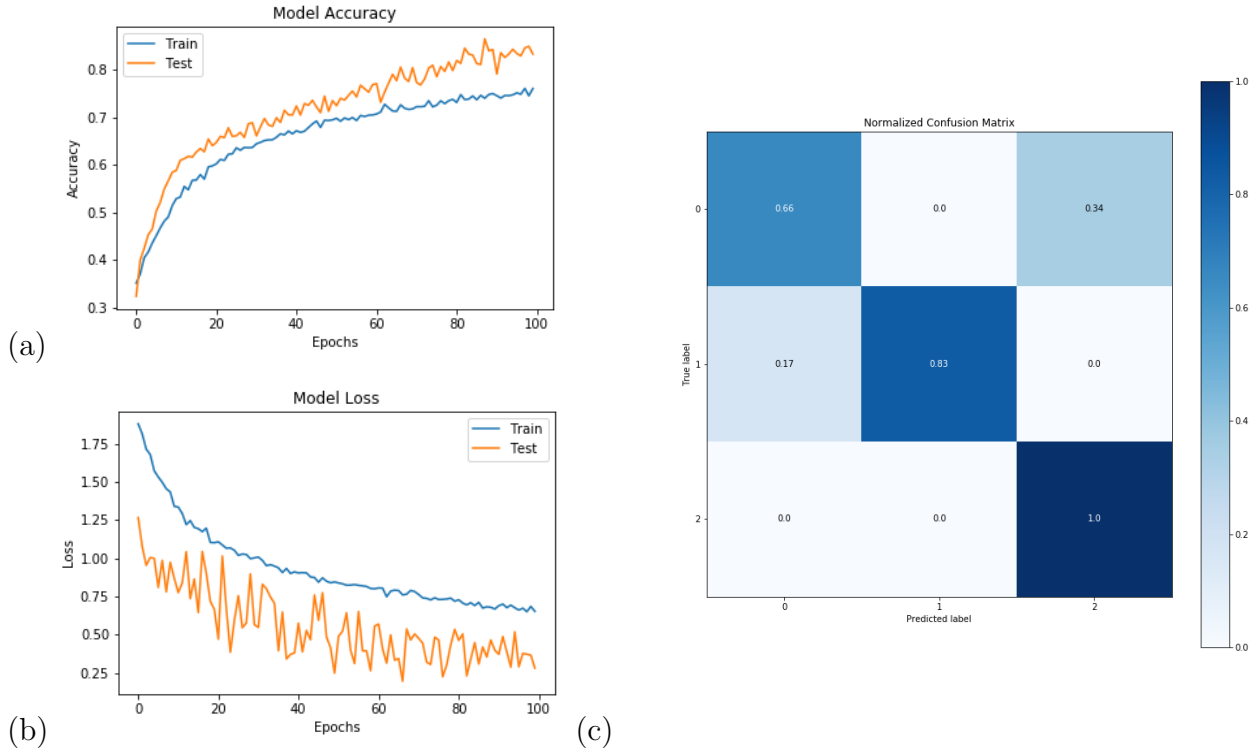 Model Accuracy
Train
Test
0.8
0.7
0.6
0.5
0.4
0.3
Accuracy
0 20 40 60 80 100
Epochs
(a)
Model Loss
Train
Test
1.75
1.50
1.25
1.00
0.75
0.50
0.25
Loss
0 20 40 60 80 100
Epochs
(b)
Normalized Confusion Matrix
True label
0 0.66 0.0 0.34
1 0.17 0.83 0.0
2 0.0 0.0 1.0
0 1 2
Predicted label
1.0
0.8
0.6
0.4
0.2
0.0
(c)